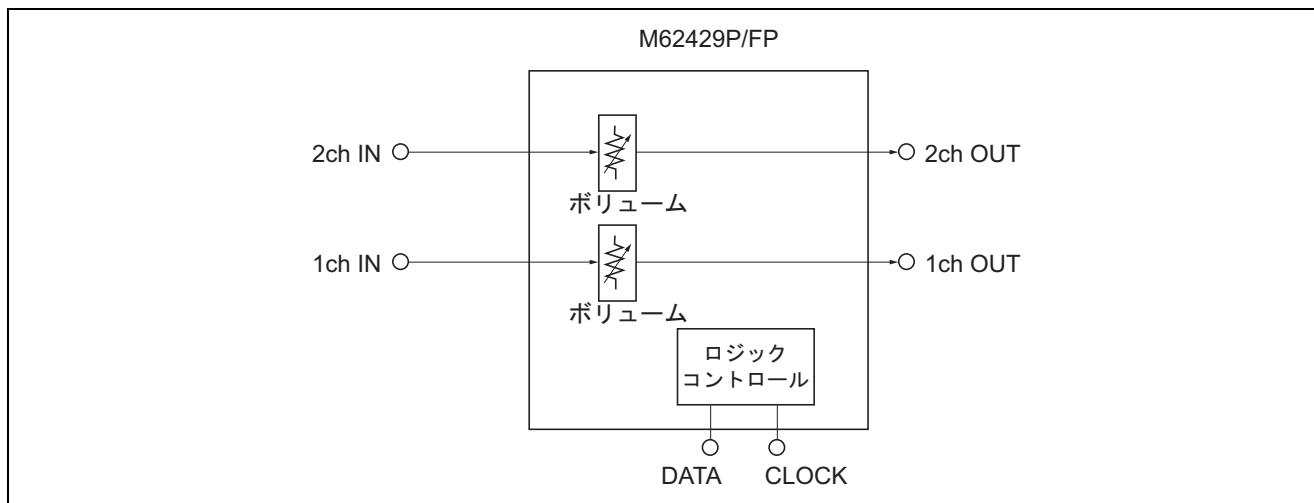 M62429P/FP
2ch IN
2ch OUT
ボリューム
1ch IN
1ch OUT
ボリューム
ロジック
コントロール
DATA
CLOCK